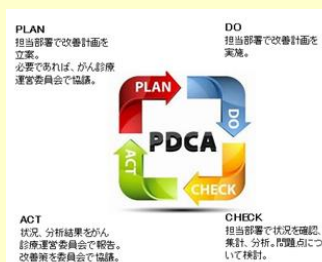 PLAN
担当部署で改善計画を
立案。
必要であれば、がん診療
運営委員会で協議。
DO
担当部署で改善計画を
実施。
PLAN
DO
PDCA
ACT
CHECK
ACT
状況、分析結果をがん
診療運営委員会で報告。
改善策を委員会で協議。
CHECK
担当部署で状況を確認、
集計、分析。問題点につ
いて検討。